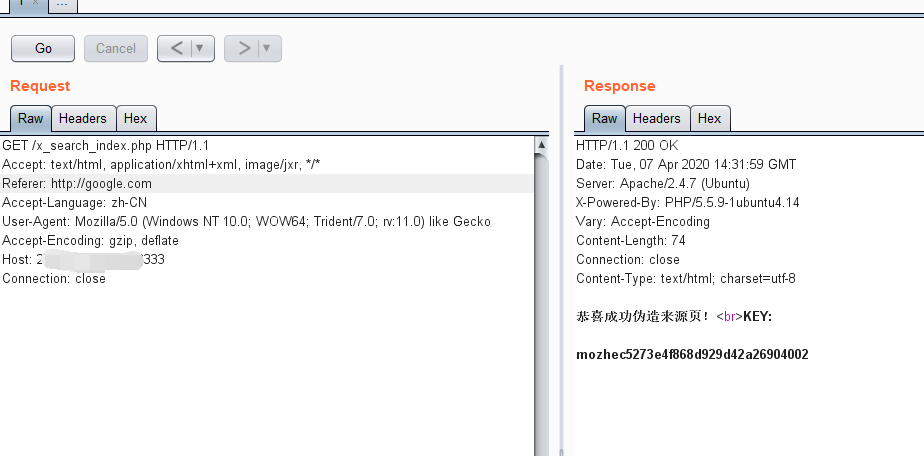 ...
Go
Cancel
<
>
Request
Raw
Headers
Hex
GET /x_search_index.php HTTP/1.1
Accept: text/html, application/xhtml+xml, image/jxr, */*
Referer: http://google.com
Accept-Language: zh-CN
User-Agent: Mozilla/5.0 (Windows NT 10.0; WOW64; Trident/7.0; rv:11.0) like Gecko
Accept-Encoding: gzip, deflate
Host: 2 333
Connection: close
Response
Raw
Headers
Hex
HTTP/1.1 200 OK
Date: Tue, 07 Apr 2020 14:31:59 GMT
Server: Apache/2.4.7 (Ubuntu)
X-Powered-By: PHP/5.5.9-1ubuntu4.14
Vary: Accept-Encoding
Content-Length: 74
Connection: close
Content-Type: text/html; charset=utf-8
恭喜成功伪造来源页！<br>KEY:
mozhec5273e4f868d929d42a26904002